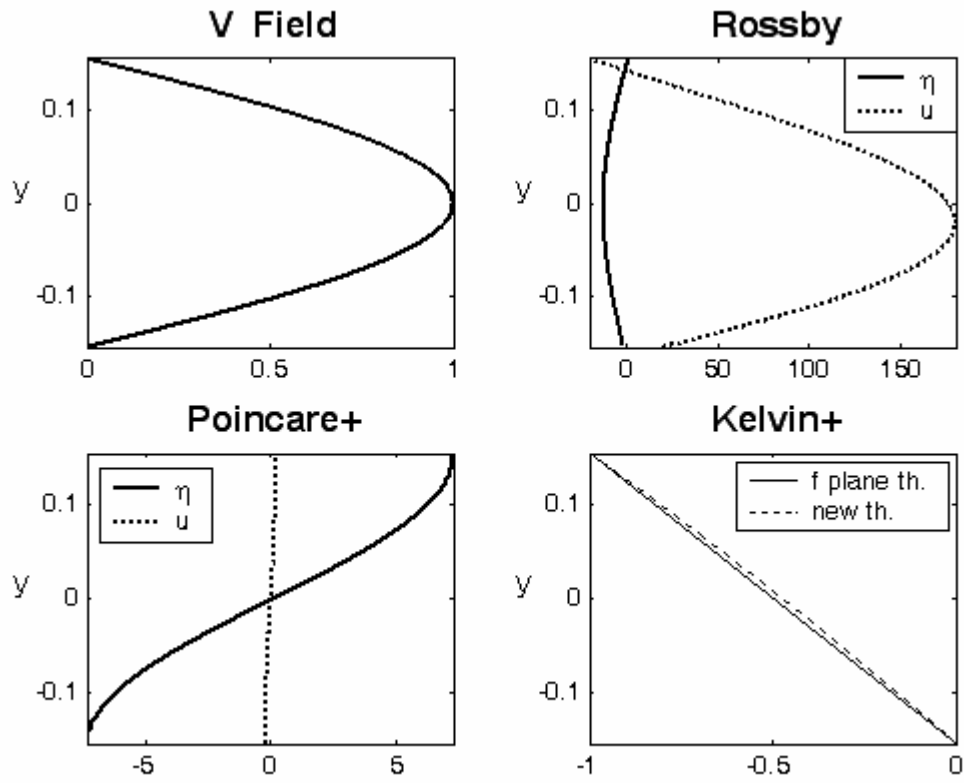 V Field
0.1
0
-0.1
y
0
0.5
1
Rossby
η
u
0.1
0
-0.1
y
0
50
100
150
Poincare+
η
u
0.1
0
-0.1
y
-5
0
5
Kelvin+
f plane th.
new th.
0.1
0
-0.1
y
-1
-0.5
0